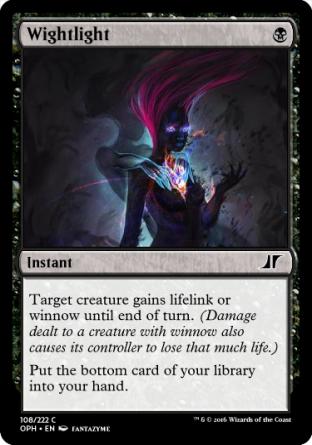 Wightlight
Instant
Target creature gains lifelink or
winnow until end of turn. (Damage
dealt to a creature with winnow also
causes its controller to lose that much life.)
Put the bottom card of your library
into your hand.
108/222 C
OPH • EN FANTAZYME
™ & © 2016 Wizards of the Coast